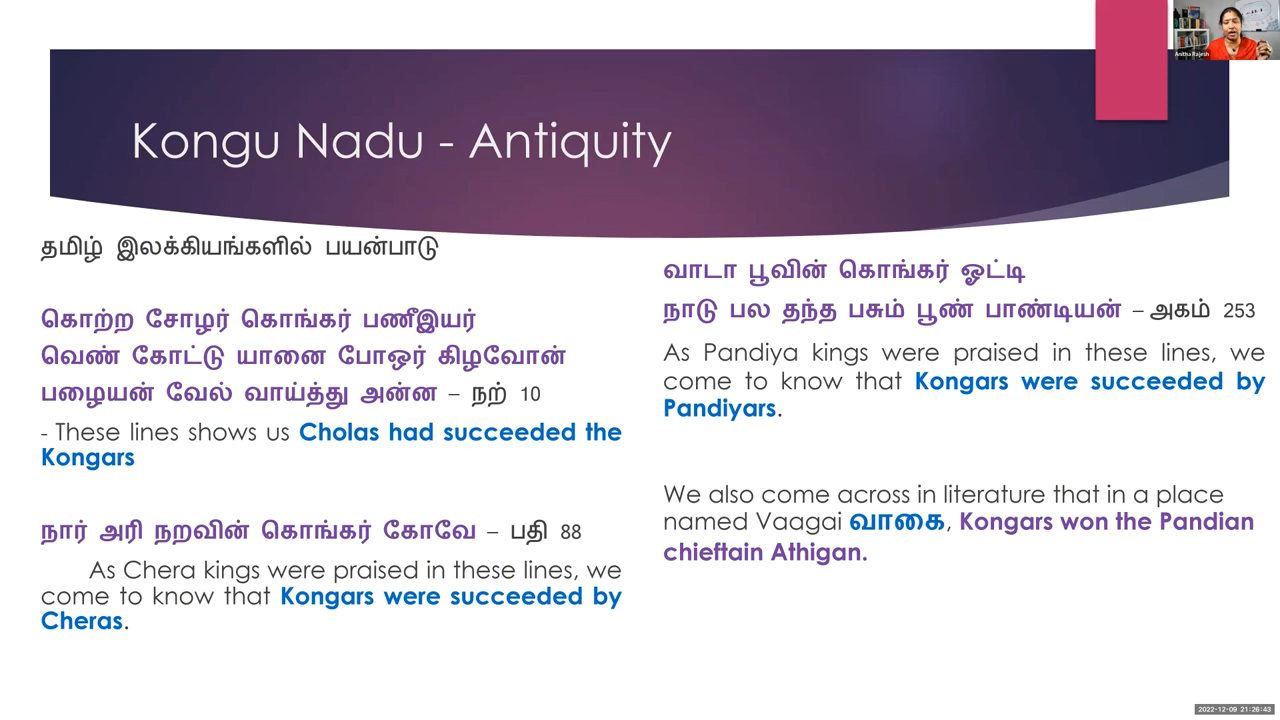 Anitha Rajesh
Kongu Nadu - Antiquity
தமிழ் இலக்கியங்களில் பயன்பாடு
கொற்ற சோழர் கொங்கர் பணீஇயர்
வெண் கோட்டு யானை போஒர் கிழவோன்
பழையன் வேல் வாய்த்து அன்ன – நற் 10
- These lines shows us Cholas had succeeded the
Kongars
நார் அரி நறவின் கொங்கர் கோவே – பதி 88
As Chera kings were praised in these lines, we
come to know that Kongars were succeeded by
Cheras.
வாடா பூவின் கொங்கர் ஓட்டி
நாடு பல தந்த பசும் பூண் பாண்டியன் – அகம் 253
As Pandiya kings were praised in these lines, we
come to know that Kongars were succeeded by
Pandiyars.
We also come across in literature that in a place
named Vaagai வாகை, Kongars won the Pandian
chieftain Athigan.
2022-12-09 21:26:43